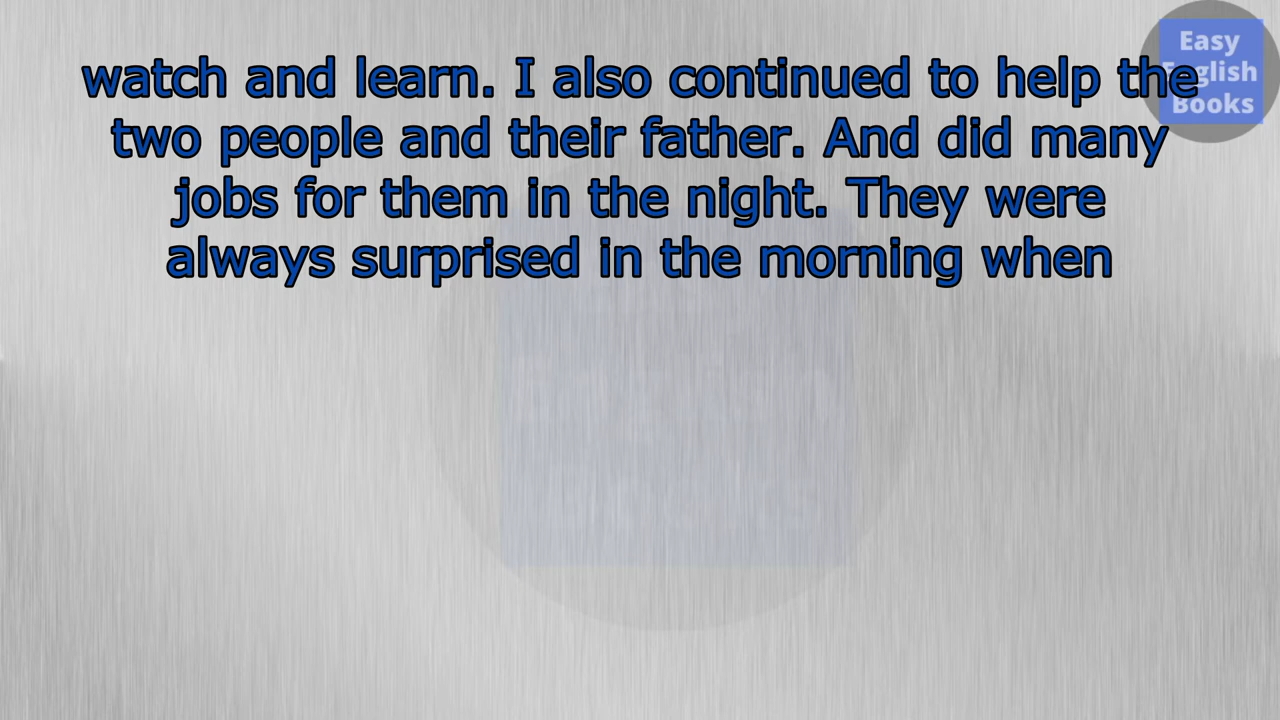 watch and learn. I also continued to help the
two people and their father. And did many
jobs for them in the night. They were
always surprised in the morning when
Easy
English
Books